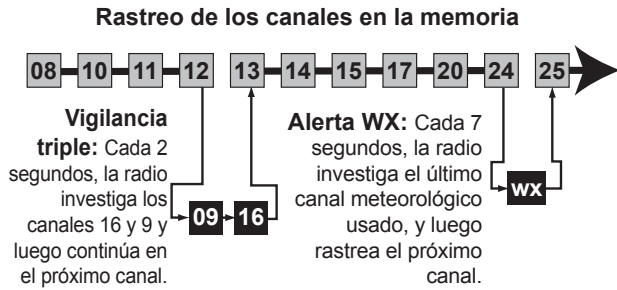 Rastreo de los canales en la memoria
08 10 11 12 13 14 15 17 20 24 25
Vigilancia
triple: Cada 2
segundos, la radio
investiga los
canales 16 y 9 y
luego continúa en
el próximo canal.
09 16
Alerta WX: Cada 7
segundos, la radio
investiga el último
canal meteorológico
usado, y luego
rastrea el próximo
canal.
WX